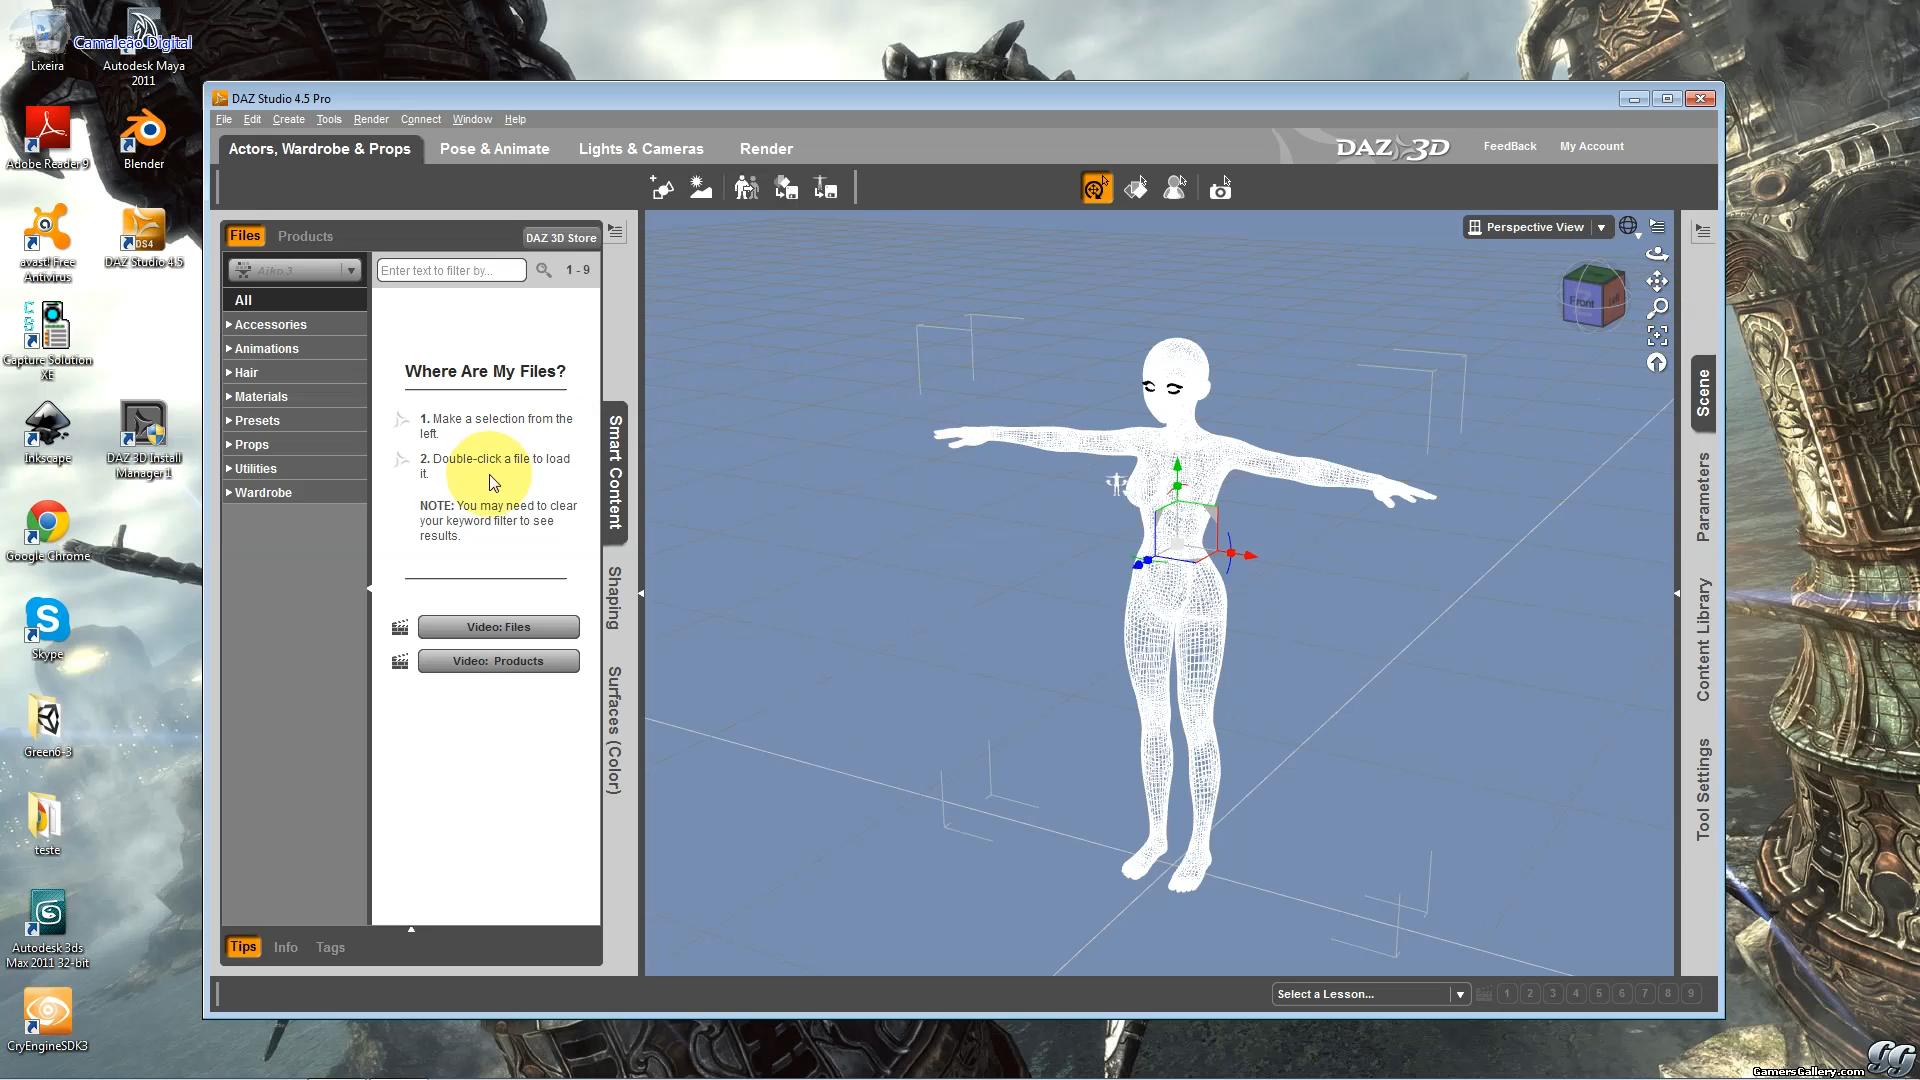 Camaleão Digital
Lixeira
Autodesk Maya
2011
Adobe Reader 9
Blender
avast! Free
Antivirus
DS4
DAZ Studio 4.5
Capture Solution
XE
Inkscape
DAZ 3D Install
Manager 1
Google Chrome
Skype
Green6-3
teste
Autodesk 3ds
Max 2011 32-bit
CryEngineSDK3
DAZ Studio 4.5 Pro
File Edit Create Tools Render Connect Window Help
Actors, Wardrobe & Props Pose & Animate Lights & Cameras Render
DAZ 3D FeedBack My Account
Files Products DAZ 3D Store
Aiko 3 Enter text to filter by... 1 - 9
All
Accessories
Animations
Hair
Materials
Presets
Props
Utilities
Wardrobe
Where Are My Files?
1. Make a selection from the
left.
2. Double-click a file to load
it.
NOTE: You may need to clear
your keyword filter to see
results.
Video: Files
Video: Products
Tips Info Tags
Smart Content
Shaping
Surfaces (Color)
Perspective View
Front
Left
Scene
Parameters
Content Library
Tool Settings
Select a Lesson... 1 2 3 4 5 6 7 8 9
GG
GamersGallery.com